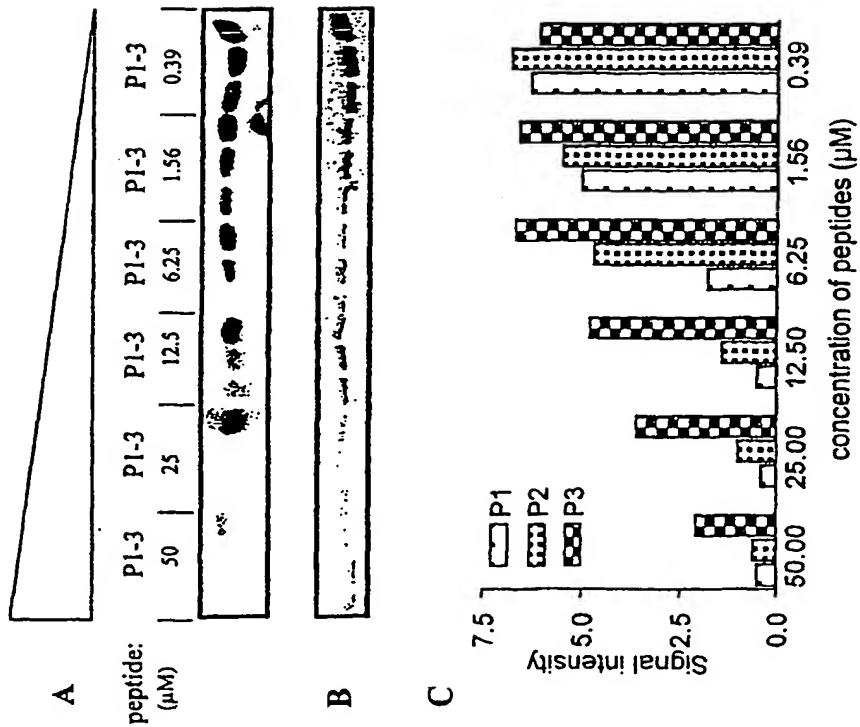 A
P1-3 P1-3 P1-3 P1-3 P1-3 P1-3
peptide:
(µM) 50 25 12.5 6.25 1.56 0.39
B
C
P1
P2
P3
Signal intensity
7.5
5.0
2.5
0.0
50.00 25.00 12.50 6.25 1.56 0.39
concentration of peptides (µM)